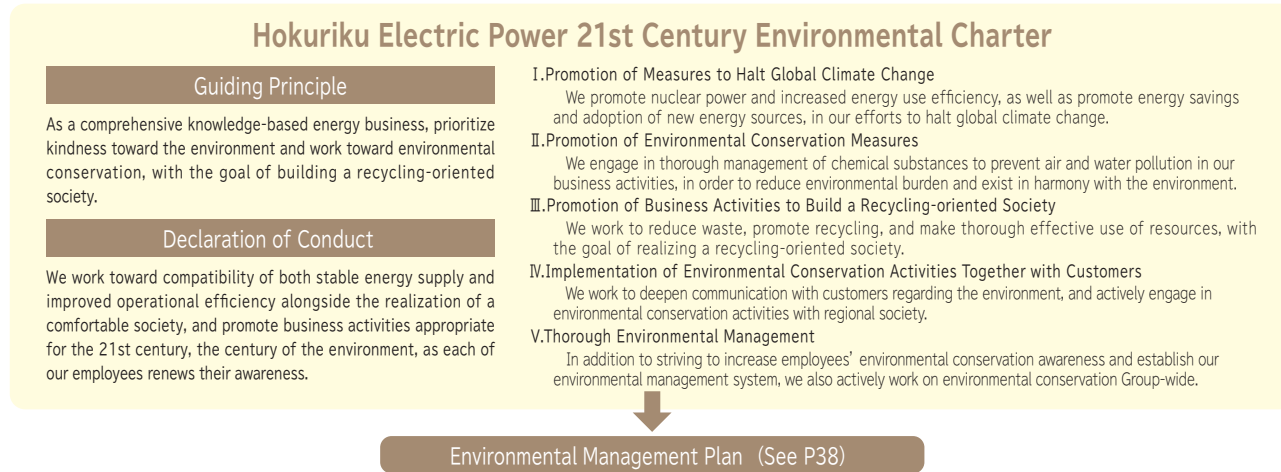 Hokuriku Electric Power 21st Century Environmental Charter
Guiding Principle
As a comprehensive knowledge-based energy business, prioritize
kindness toward the environment and work toward environmental
conservation, with the goal of building a recycling-oriented
society.
Declaration of Conduct
We work toward compatibility of both stable energy supply and
improved operational efficiency alongside the realization of a
comfortable society, and promote business activities appropriate
for the 21st century, the century of the environment, as each of
our employees renews their awareness.
Ⅰ.Promotion of Measures to Halt Global Climate Change
We promote nuclear power and increased energy use efficiency, as well as promote energy savings
and adoption of new energy sources, in our efforts to halt global climate change.
Ⅱ.Promotion of Environmental Conservation Measures
We engage in thorough management of chemical substances to prevent air and water pollution in our
business activities, in order to reduce environmental burden and exist in harmony with the environment.
Ⅲ.Promotion of Business Activities to Build a Recycling-oriented Society
We work to reduce waste, promote recycling, and make thorough effective use of resources, with
the goal of realizing a recycling-oriented society.
Ⅳ.Implementation of Environmental Conservation Activities Together with Customers
We work to deepen communication with customers regarding the environment, and actively engage in
environmental conservation activities with regional society.
Ⅴ.Thorough Environmental Management
In addition to striving to increase employees’ environmental conservation awareness and establish our
environmental management system, we also actively work on environmental conservation Group-wide.
Environmental Management Plan (See P38)